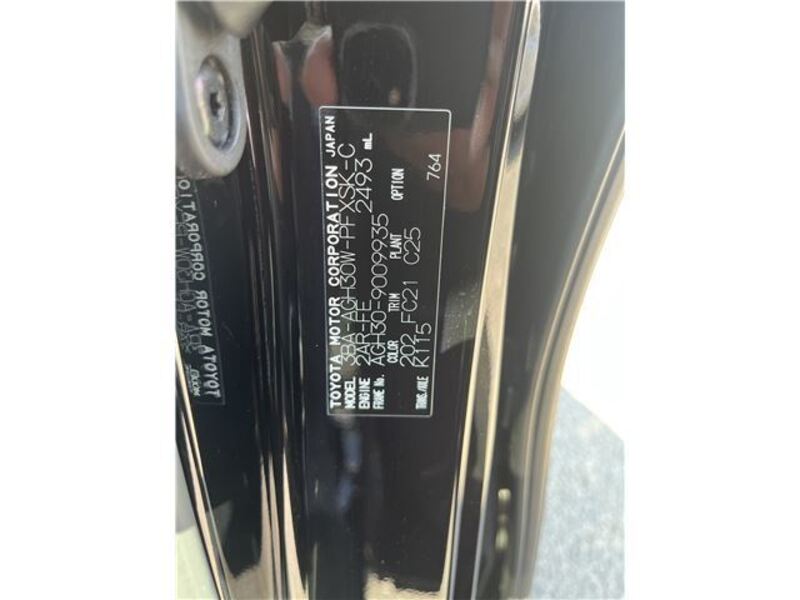 TOYOTA MOTOR CORPORATION JAPAN
MODEL 3BA-AGH30W-PFXSK-C
ENGINE 2AR-FE 2493 mL
FRAME No. AGH30-9009935
COLOR TRIM PLANT OPTION
202 FC21 C25
TRANS./AXLE K115 764